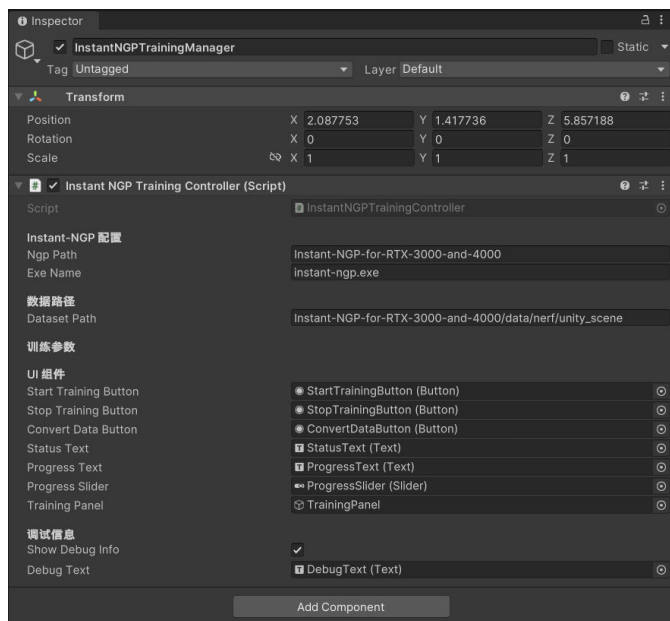 Inspector
InstantNGPTrainingManager Static
Tag Untagged Layer Default
Transform
Position X 2.087753 Y 1.417736 Z 5.857188
Rotation X 0 Y 0 Z 0
Scale X 1 Y 1 Z 1
# Instant NGP Training Controller (Script)
Script # InstantNGPTrainingController
Instant-NGP 配置
Ngp Path Instant-NGP-for-RTX-3000-and-4000
Exe Name instant-ngp.exe
数据路径
Dataset Path Instant-NGP-for-RTX-3000-and-4000/data/nerf/unity_scene
训练参数
UI 组件
Start Training Button StartTrainingButton (Button)
Stop Training Button StopTrainingButton (Button)
Convert Data Button ConvertDataButton (Button)
Status Text T StatusText (Text)
Progress Text T ProgressText (Text)
Progress Slider ProgressSlider (Slider)
Training Panel TrainingPanel
调试信息
Show Debug Info
Debug Text T DebugText (Text)
Add Component